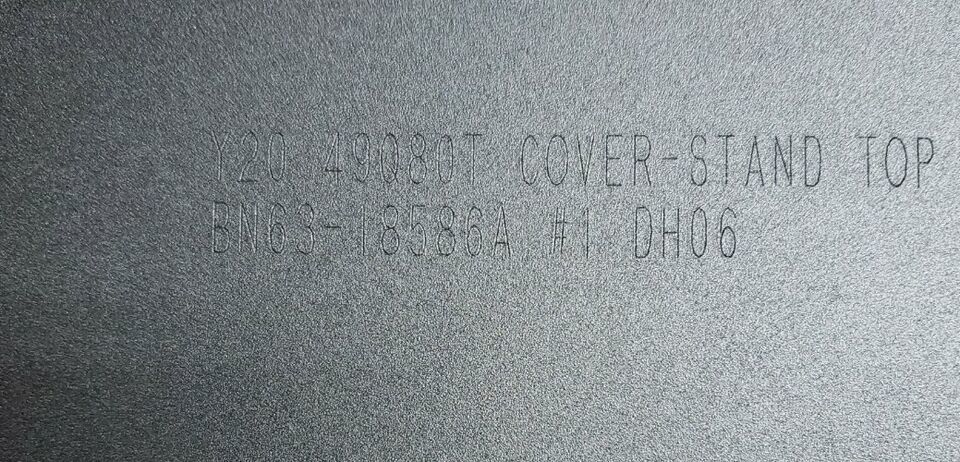 Y20 49Q80T COVER-STAND TOP
BN63-18586A #1 DH06